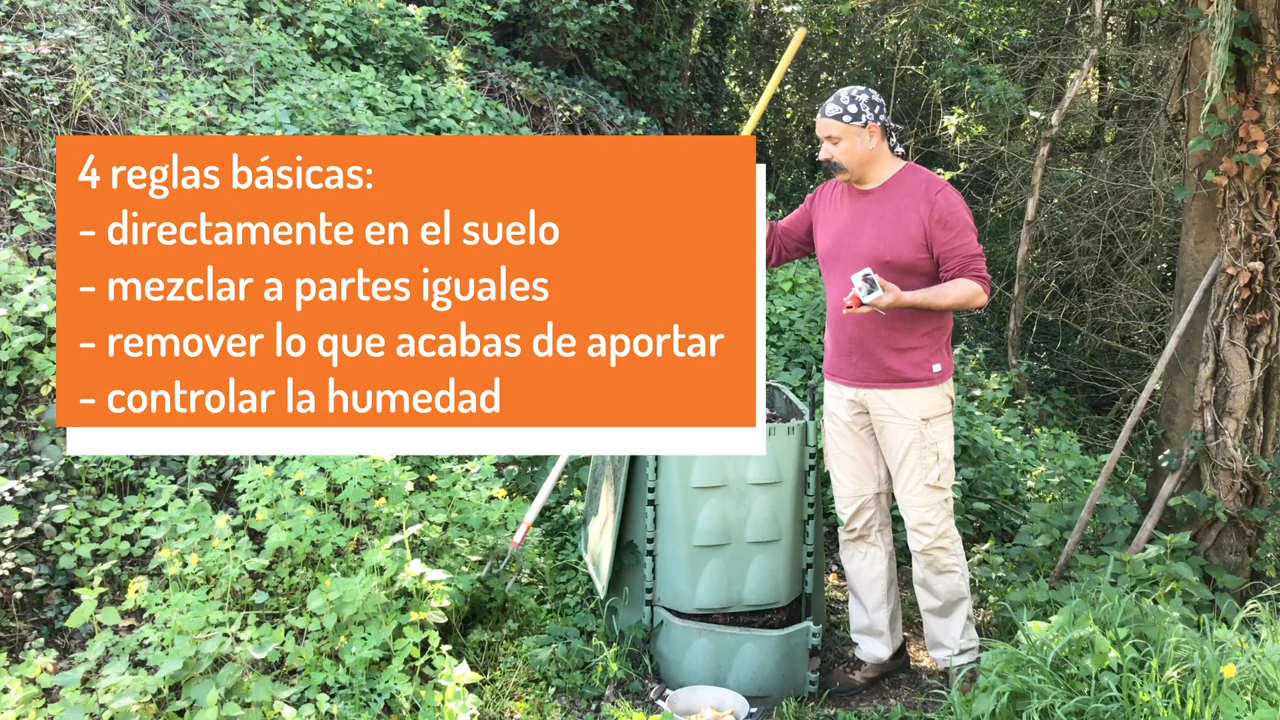 4 reglas básicas:
- directamente en el suelo
- mezclar a partes iguales
- remover lo que acabas de aportar
- controlar la humedad